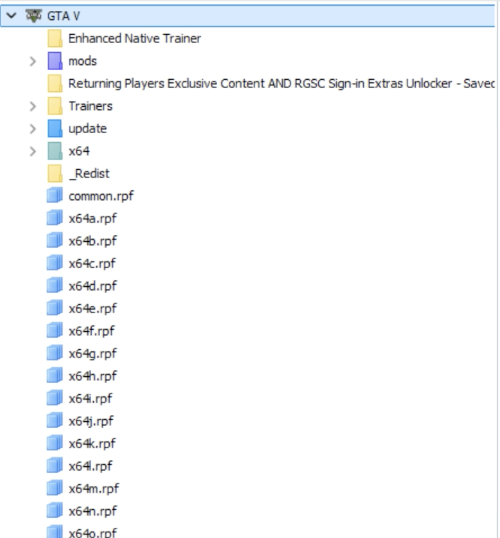 GTA V
Enhanced Native Trainer
mods
Returning Players Exclusive Content AND RGSC Sign-in Extras Unlocker - Saved
Trainers
update
x64
_Redist
common.rpf
x64a.rpf
x64b.rpf
x64c.rpf
x64d.rpf
x64e.rpf
x64f.rpf
x64g.rpf
x64h.rpf
x64i.rpf
x64j.rpf
x64k.rpf
x64l.rpf
x64m.rpf
x64n.rpf
x64o.rpf